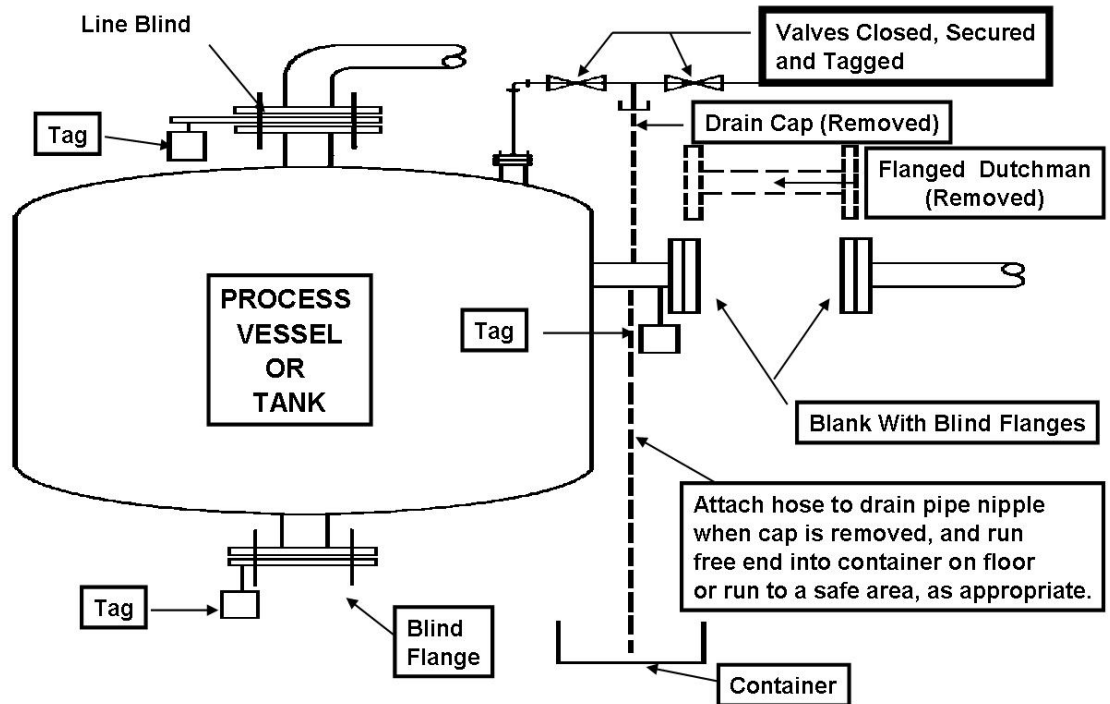 Line Blind
Valves Closed, Secured
and Tagged
Tag
Drain Cap (Removed)
Flanged Dutchman
(Removed)
PROCESS
VESSEL
OR
TANK
Tag
Blank With Blind Flanges
Attach hose to drain pipe nipple
when cap is removed, and run
free end into container on floor
or run to a safe area, as appropriate.
Tag
Blind
Flange
Container